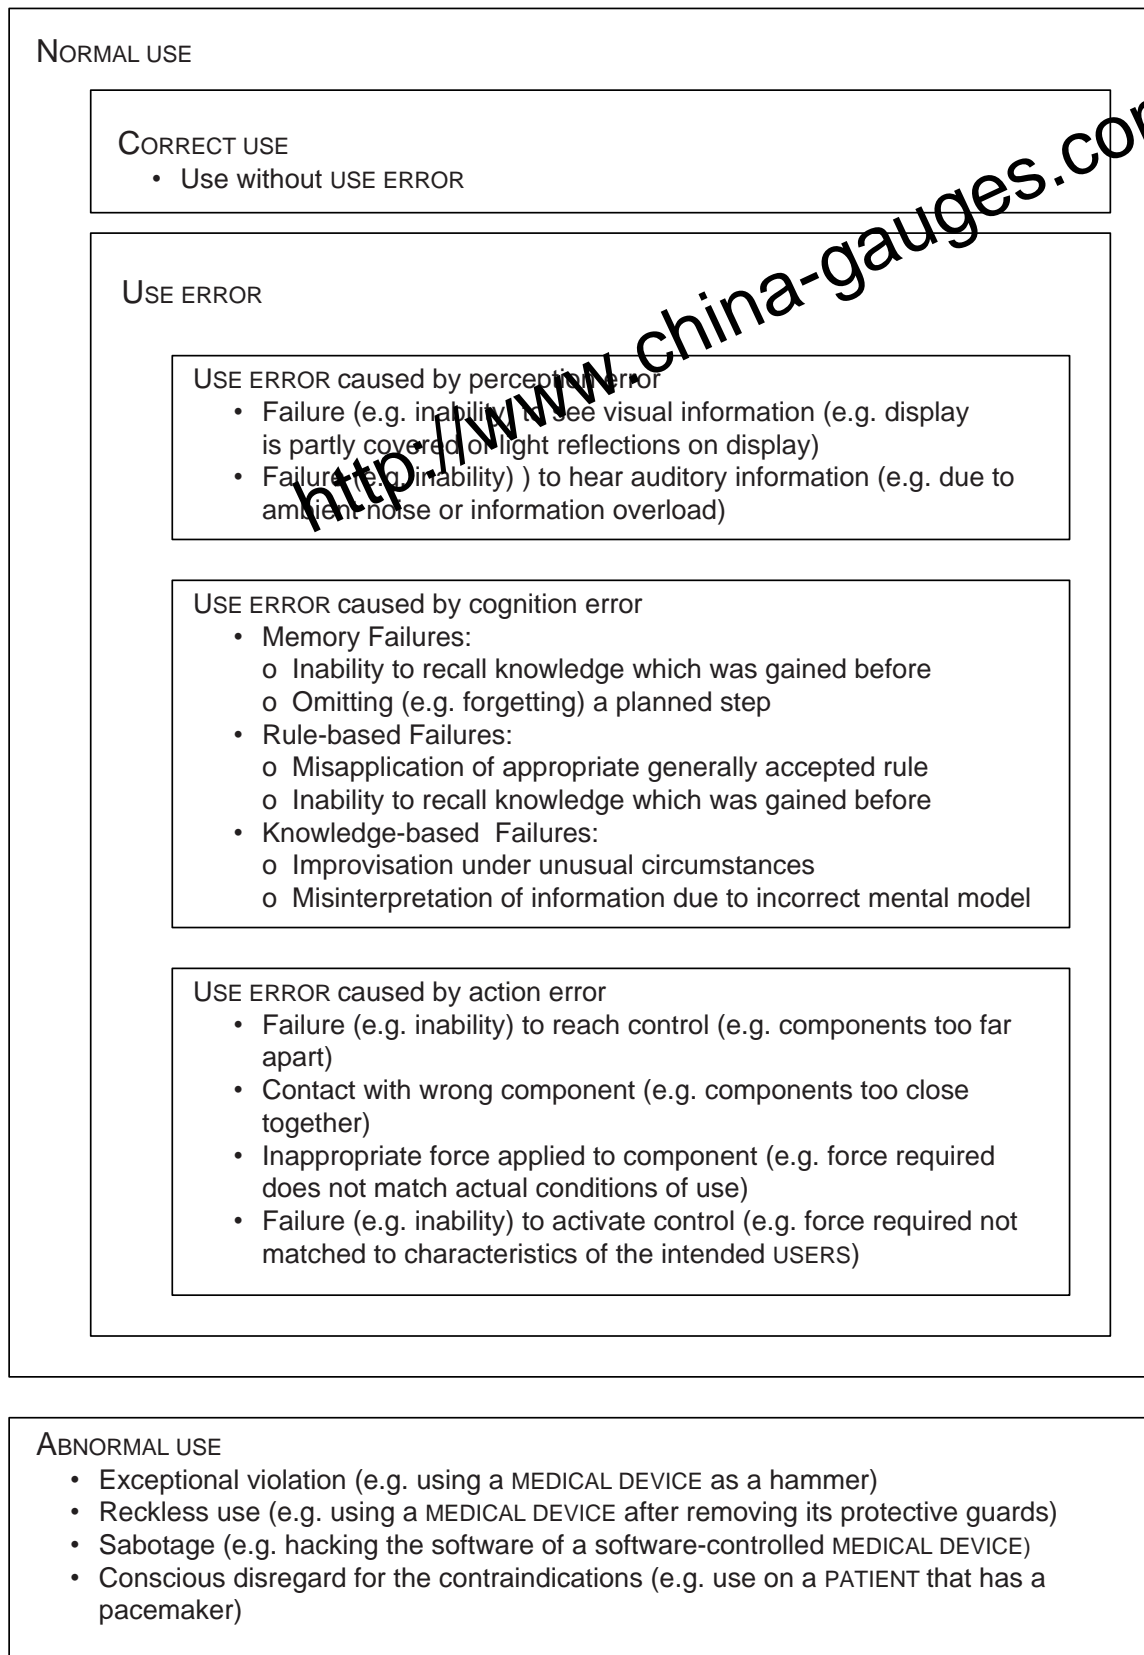 NORMAL USE
CORRECT USE
• Use without USE ERROR
USE ERROR
USE ERROR caused by perception error
• Failure (e.g. inability) to see visual information (e.g. display
is partly covered or light reflections on display)
• Failure (e.g. inability) ) to hear auditory information (e.g. due to
ambient noise or information overload)
USE ERROR caused by cognition error
• Memory Failures:
o Inability to recall knowledge which was gained before
o Omitting (e.g. forgetting) a planned step
• Rule-based Failures:
o Misapplication of appropriate generally accepted rule
o Inability to recall knowledge which was gained before
• Knowledge-based Failures:
o Improvisation under unusual circumstances
o Misinterpretation of information due to incorrect mental model
USE ERROR caused by action error
• Failure (e.g. inability) to reach control (e.g. components too far
apart)
• Contact with wrong component (e.g. components too close
together)
• Inappropriate force applied to component (e.g. force required
does not match actual conditions of use)
• Failure (e.g. inability) to activate control (e.g. force required not
matched to characteristics of the intended USERS)
ABNORMAL USE
• Exceptional violation (e.g. using a MEDICAL DEVICE as a hammer)
• Reckless use (e.g. using a MEDICAL DEVICE after removing its protective guards)
• Sabotage (e.g. hacking the software of a software-controlled MEDICAL DEVICE)
• Conscious disregard for the contraindications (e.g. use on a PATIENT that has a
pacemaker)
http://www.china-gauges.com